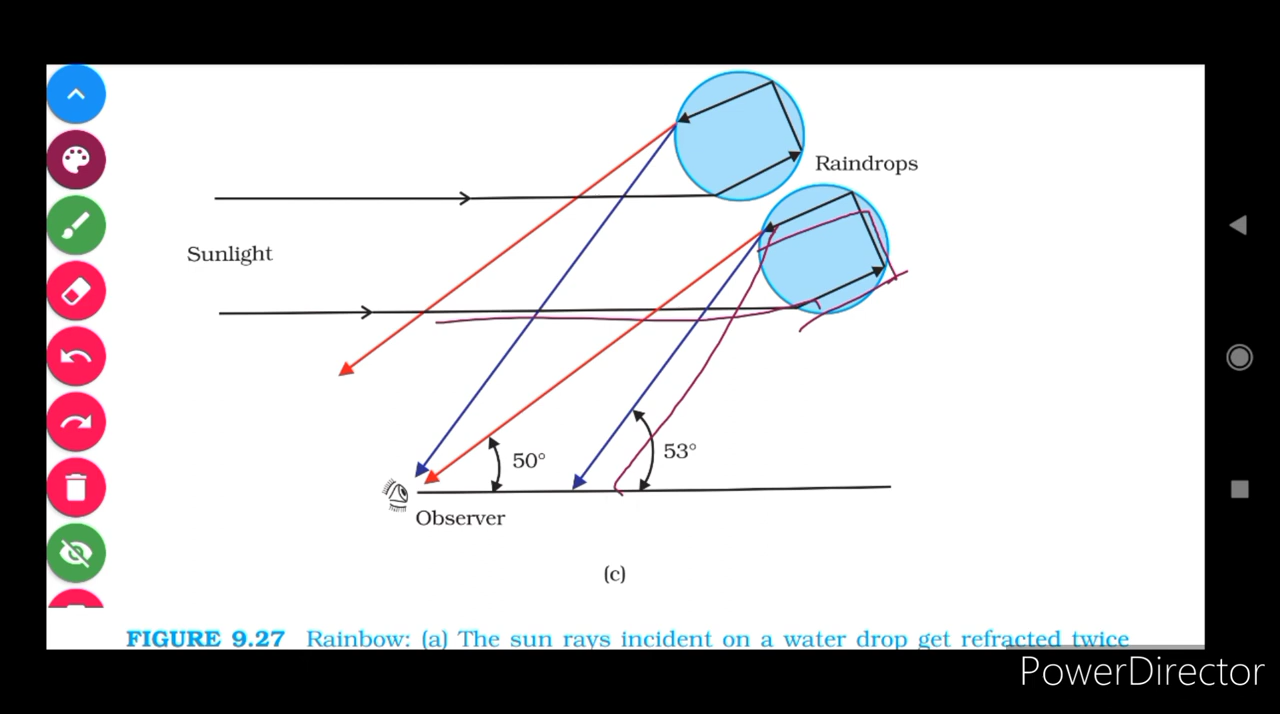 Raindrops
Sunlight
50°
53°
Observer
(c)
FIGURE 9.27 Rainbow: (a) The sun rays incident on a water drop get refracted twice
PowerDirector